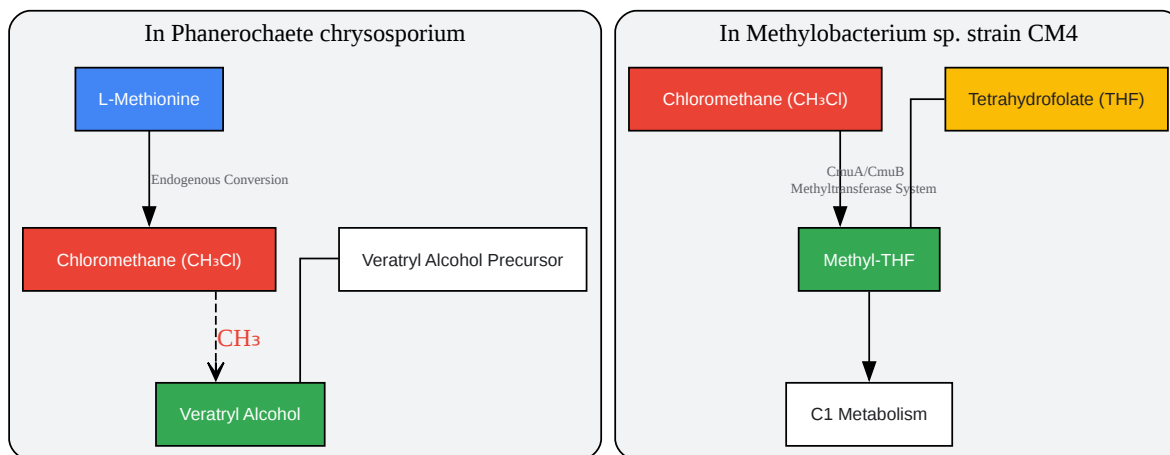 In Phanerochaete chrysosporium
L-Methionine
Endogenous Conversion
Chloromethane (CH₃Cl)
Veratryl Alcohol Precursor
CH₃
Veratryl Alcohol
In Methylobacterium sp. strain CM4
Chloromethane (CH₃Cl)
Tetrahydrofolate (THF)
CmuA/CmuB
Methyltransferase System
Methyl-THF
C1 Metabolism